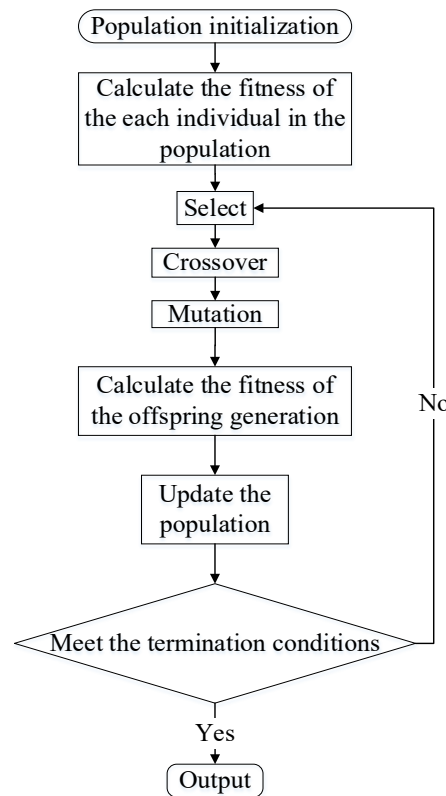 Population initialization
Calculate the fitness of
the each individual in the
population
Select
Crossover
Mutation
Calculate the fitness of
the offspring generation
No
Update the
population
Meet the termination conditions
Yes
Output